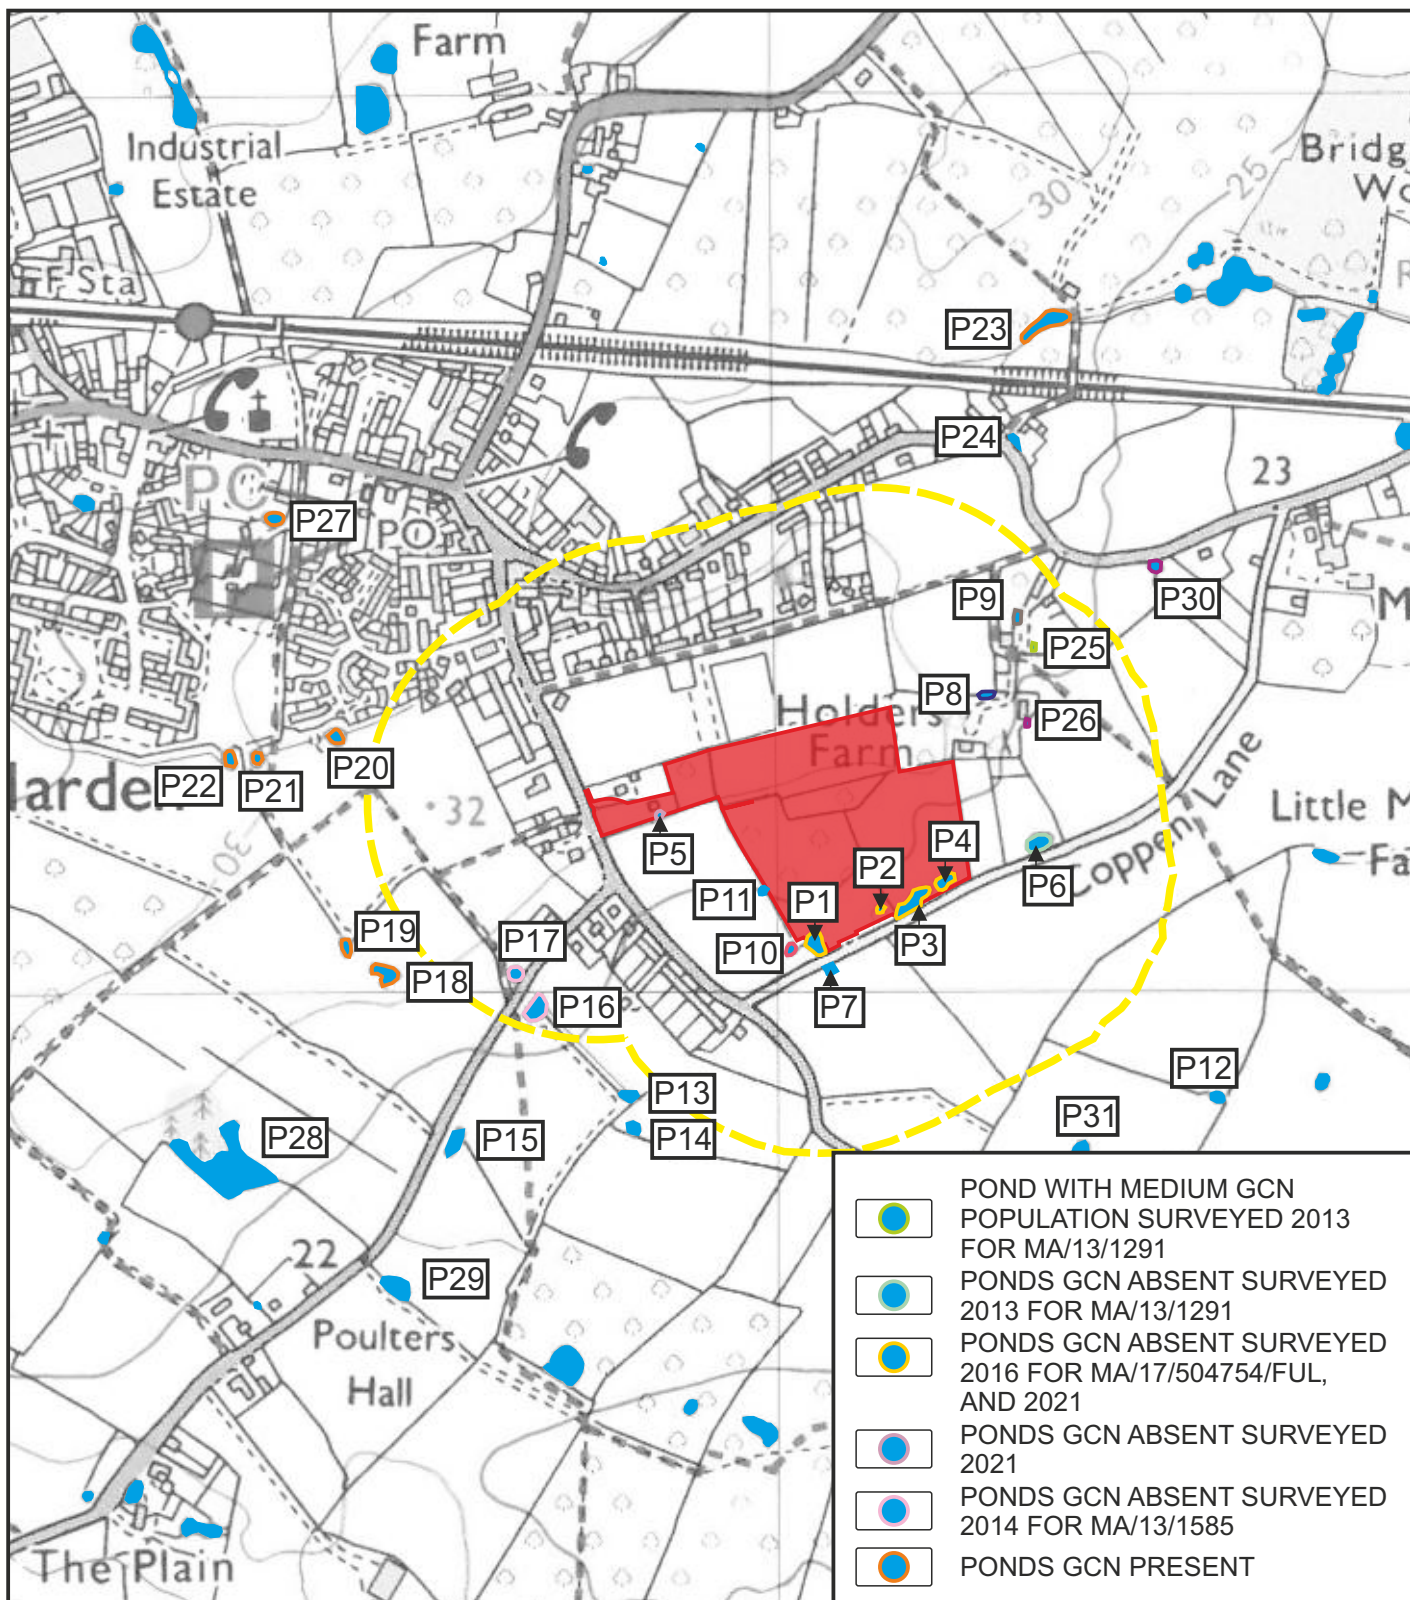 Farm
Industrial
Estate
Bridg
Wo
30
25
R
F Sta
P23
P24
23
PC
P27
PO
P9
P30
P25
M
P8
Holders
Farm
P26
P22
P21
P20
larden
32
30
Coppen Lane
Little M
Fa
P5
P4
P2
P6
P11
P1
P10
P3
P7
P19
P18
P17
P16
P13
P12
P14
P31
P28
P15
22
P29
Poulters
Hall
The Plain
POND WITH MEDIUM GCN
POPULATION SURVEYED 2013
FOR MA/13/1291
PONDS GCN ABSENT SURVEYED
2013 FOR MA/13/1291
PONDS GCN ABSENT SURVEYED
2016 FOR MA/17/504754/FUL,
AND 2021
PONDS GCN ABSENT SURVEYED
2021
PONDS GCN ABSENT SURVEYED
2014 FOR MA/13/1585
PONDS GCN PRESENT